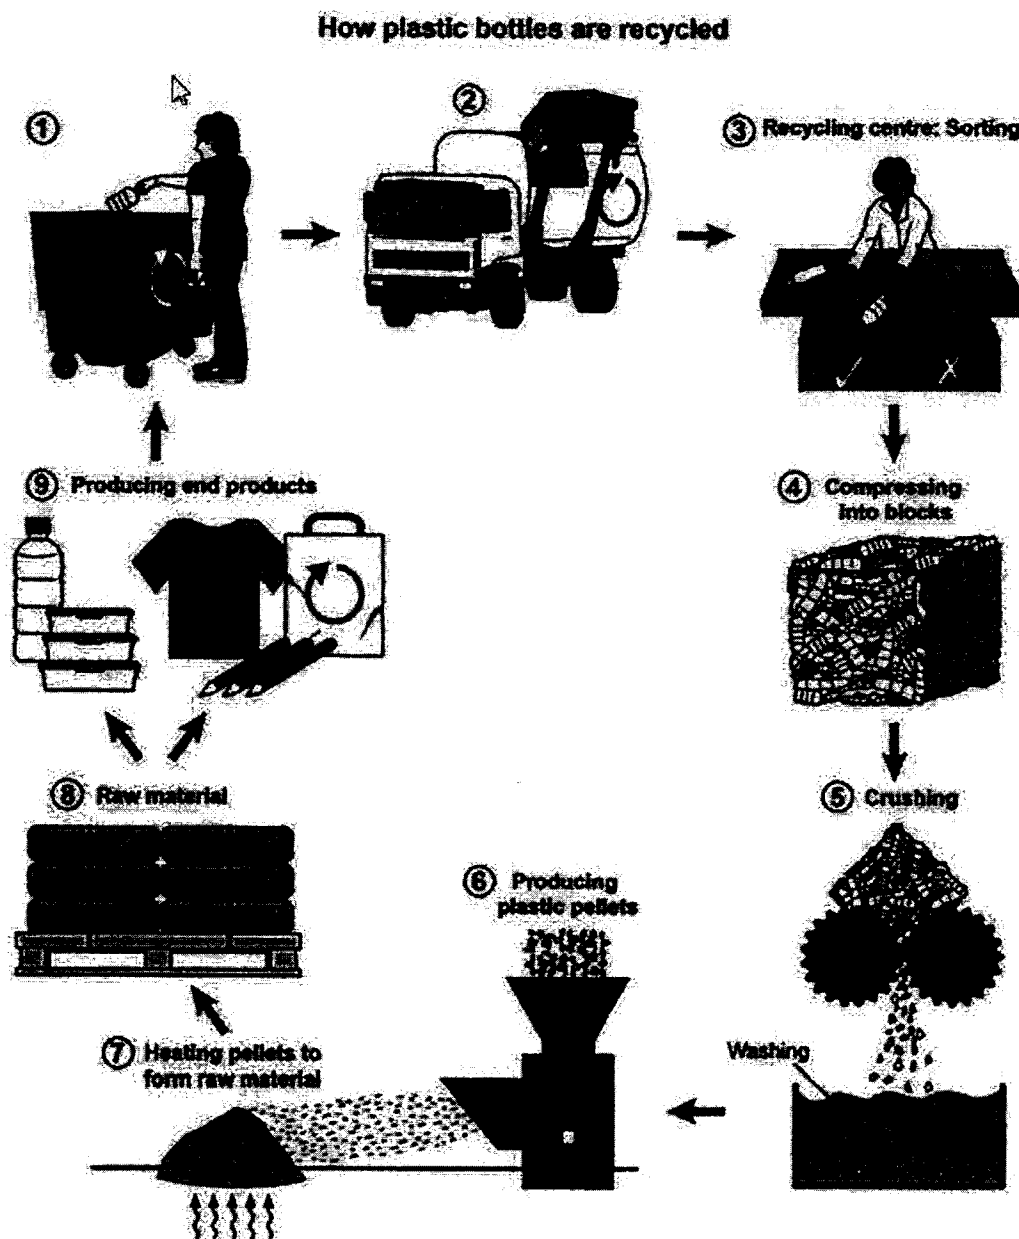 How plastic bottles are recycled
1
2
3 Recycling centre: Sorting
4 Compressing
into blocks
5 Crushing
Washing
6 Producing
plastic pellets
7 Heating pellets to
form raw material
8 Raw material
9 Producing end products